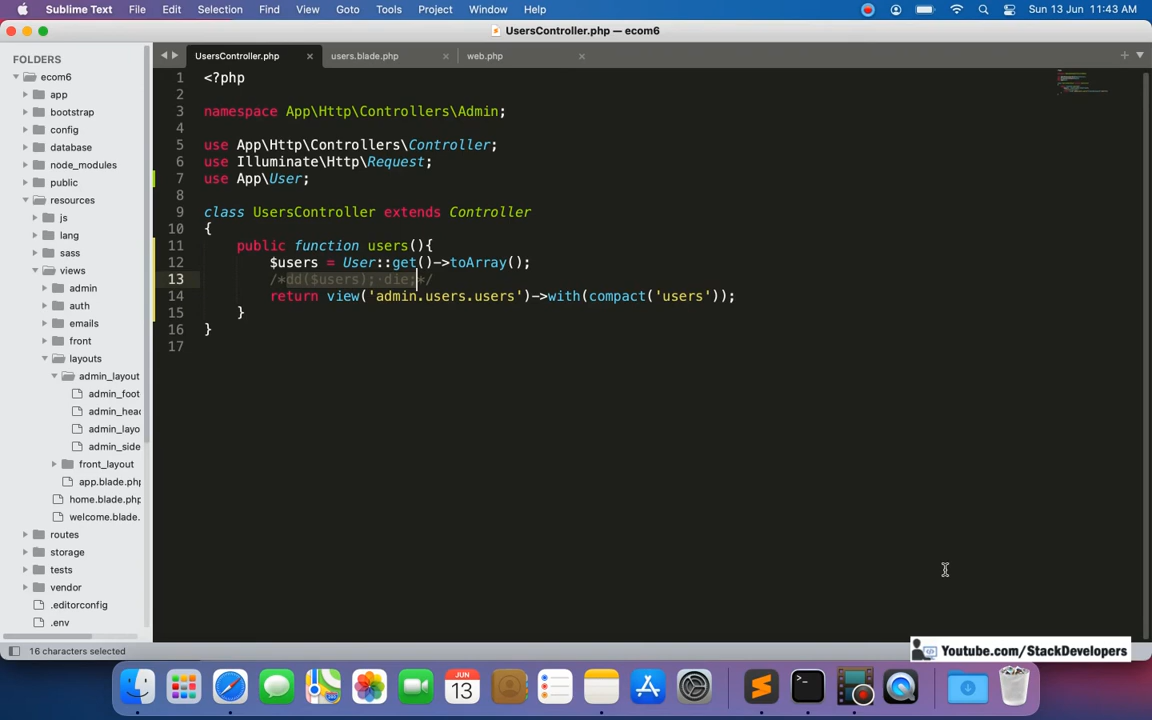 Sublime Text File Edit Selection Find View Goto Tools Project Window Help Sun 13 Jun 11:43 AM
UsersController.php — ecom6
FOLDERS
ecom6
app
bootstrap
config
database
node_modules
public
resources
js
lang
sass
views
admin
auth
emails
front
layouts
admin_layout
admin_foot
admin_head
admin_layo
admin_side
front_layout
app.blade.php
home.blade.php
welcome.blade.
routes
storage
tests
vendor
.editorconfig
.env
UsersController.php users.blade.php web.php
1 <?php
2
3 namespace App\Http\Controllers\Admin;
4
5 use App\Http\Controllers\Controller;
6 use Illuminate\Http\Request;
7 use App\User;
8
9 class UsersController extends Controller
10 {
11 public function users(){
12 $users = User::get()->toArray();
13 /*dd($users); die;*/
14 return view('admin.users.users')->with(compact('users'));
15 }
16 }
17
16 characters selected
Youtube.com/StackDevelopers
JUN
13
>_